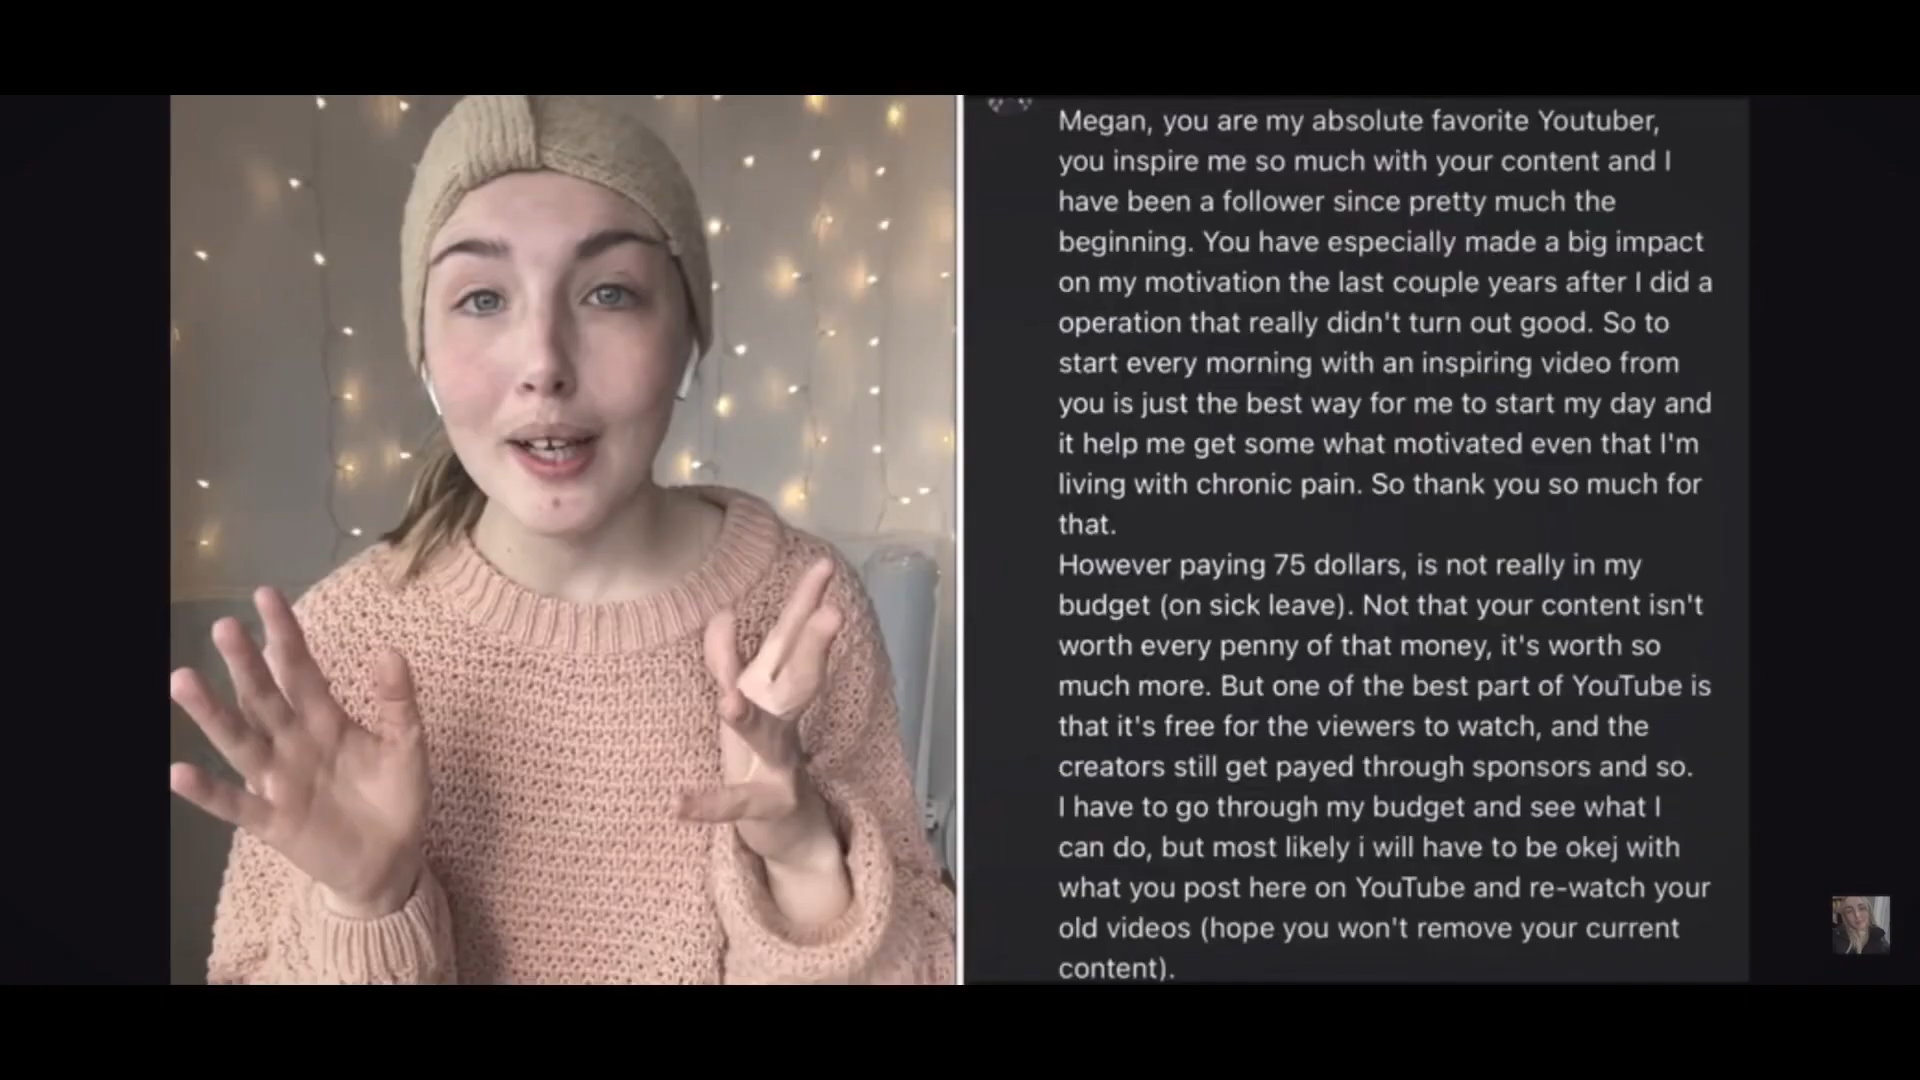 Megan, you are my absolute favorite Youtuber,
you inspire me so much with your content and I
have been a follower since pretty much the
beginning. You have especially made a big impact
on my motivation the last couple years after I did a
operation that really didn't turn out good. So to
start every morning with an inspiring video from
you is just the best way for me to start my day and
it help me get some what motivated even that I'm
living with chronic pain. So thank you so much for
that.
However paying 75 dollars, is not really in my
budget (on sick leave). Not that your content isn't
worth every penny of that money, it's worth so
much more. But one of the best part of YouTube is
that it's free for the viewers to watch, and the
creators still get payed through sponsors and so.
I have to go through my budget and see what I
can do, but most likely i will have to be okej with
what you post here on YouTube and re-watch your
old videos (hope you won't remove your current
content).